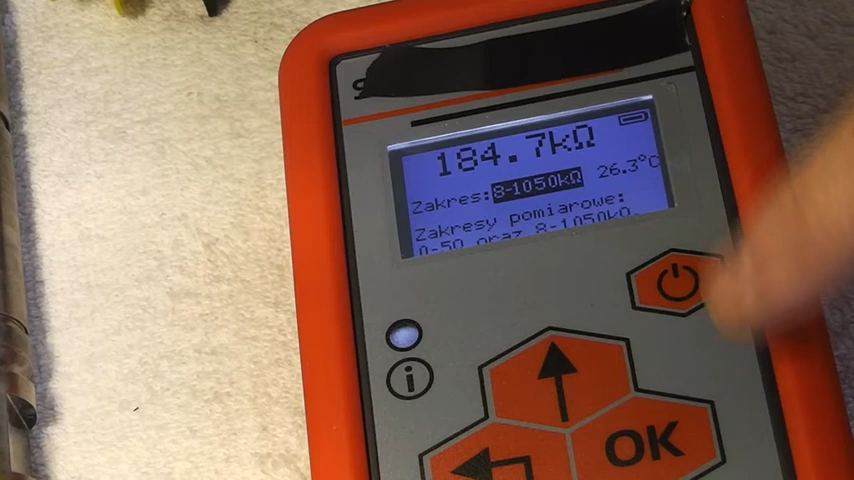 184.7kΩ
Zakres: 8-1050kΩ 26.3°C
Zakresy pomiarowe:
0-50 oraz 8-1050kΩ.
i
OK